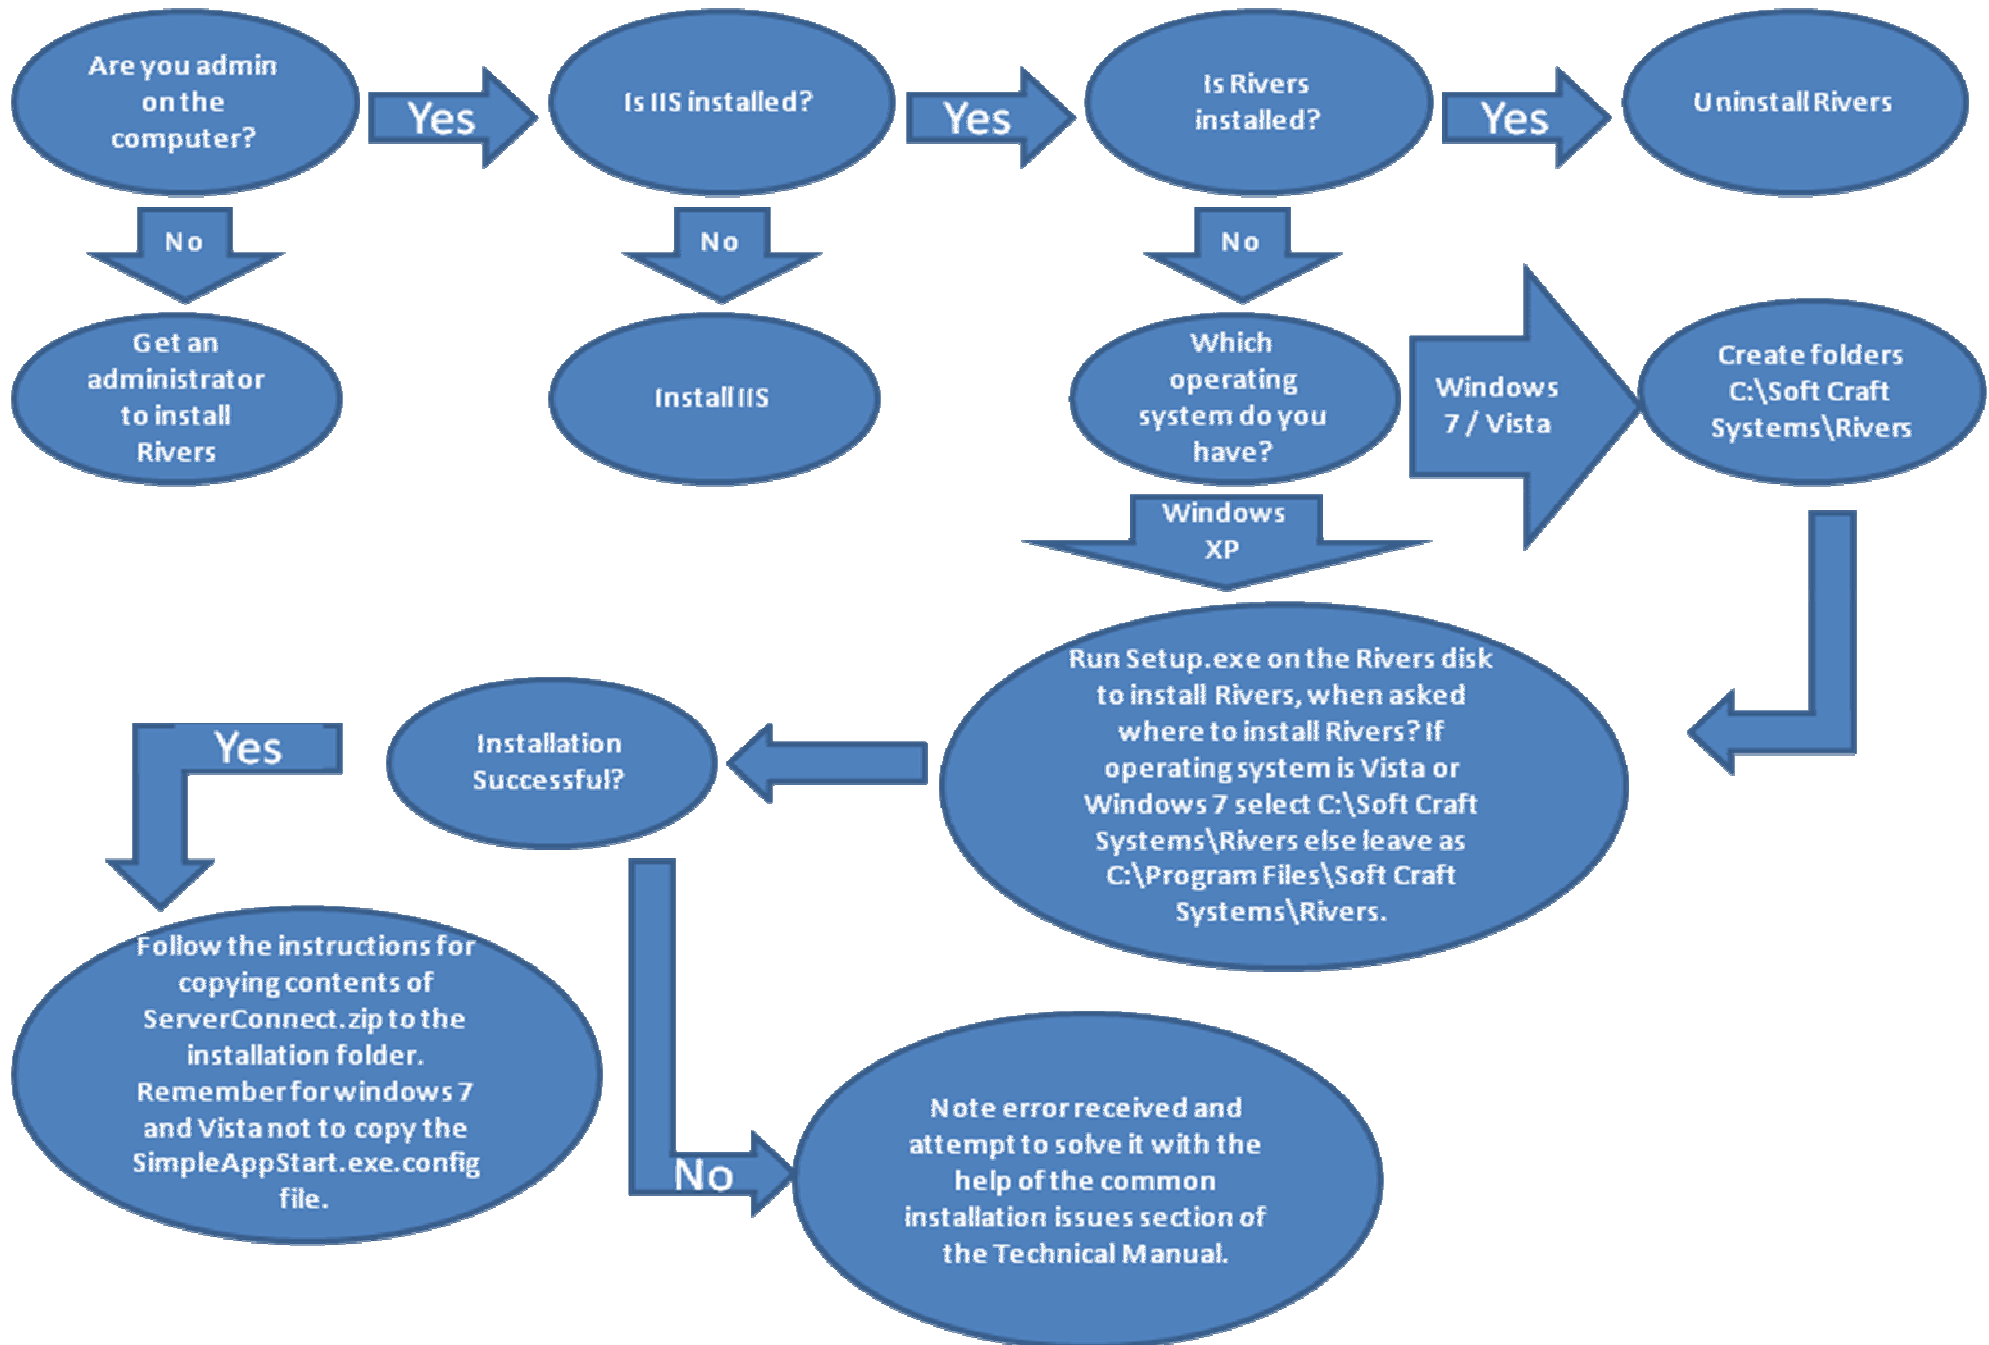 Are you admin
on the
computer?
Yes
Is IIS installed?
Yes
Is Rivers
installed?
Yes
Uninstall Rivers
No
No
No
Get an
administrator
to install
Rivers
Install IIS
Which
operating
system do you
have?
Windows
7 / Vista
Create folders
C:\Soft Craft
Systems\Rivers
Windows
XP
Run Setup.exe on the Rivers disk
to install Rivers, when asked
where to install Rivers? If
operating system is Vista or
Windows 7 select C:\Soft Craft
Systems\Rivers else leave as
C:\Program Files\Soft Craft
Systems\Rivers.
Installation
Successful?
Yes
Follow the instructions for
copying contents of
ServerConnect.zip to the
installation folder.
Remember for windows 7
and Vista not to copy the
SimpleAppStart.exe.config
file.
No
Note error received and
attempt to solve it with the
help of the common
installation issues section of
the Technical Manual.